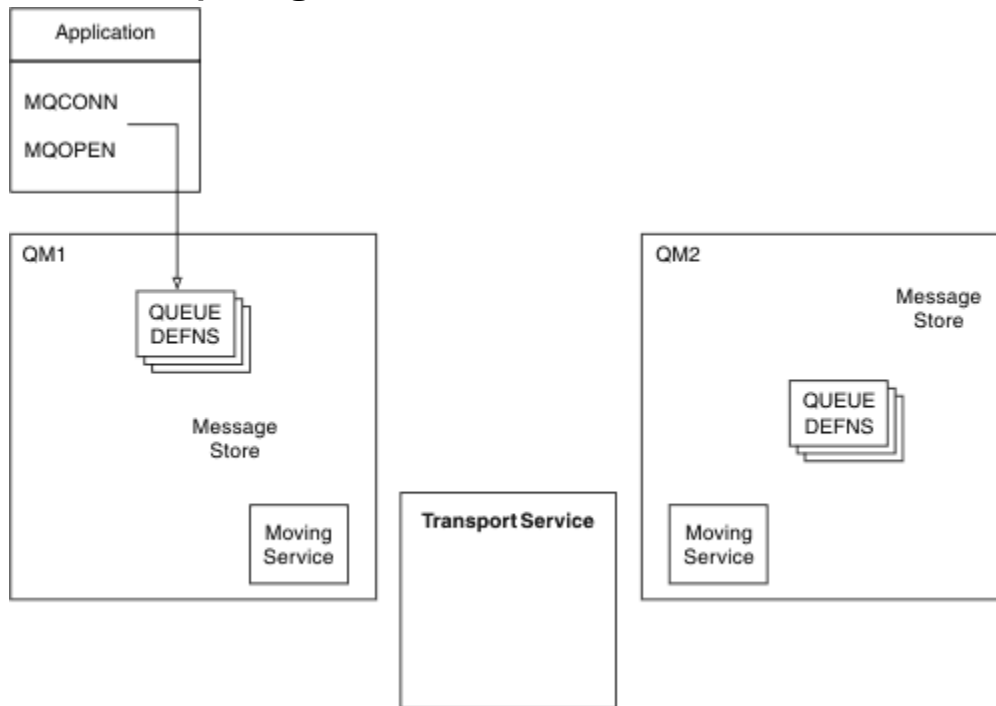 Application
MQCONN
MQOPEN
QM1
QUEUE
DEFNS
Message
Store
Moving
Service
Transport Service
QM2
Message
Store
QUEUE
DEFNS
Moving
Service